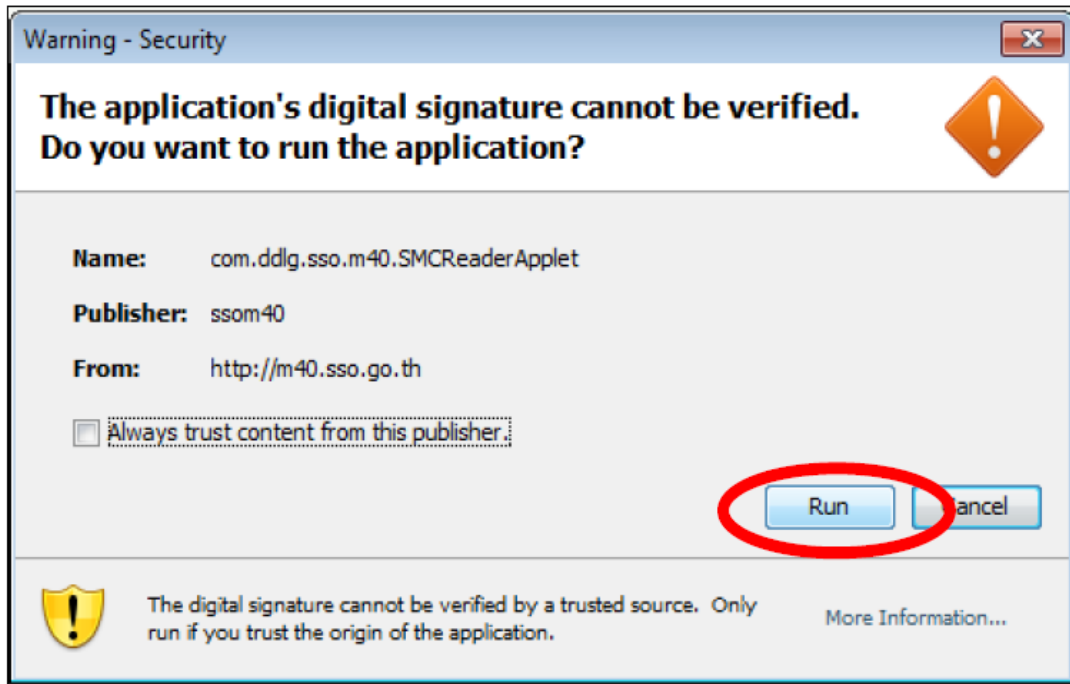 Warning - Security
The application's digital signature cannot be verified.
Do you want to run the application?
Name: com.ddlg.sso.m40.SMCReaderApplet
Publisher: ssom40
From: http://m40.sso.go.th
Always trust content from this publisher.
Run Cancel
The digital signature cannot be verified by a trusted source. Only
run if you trust the origin of the application.
More Information...